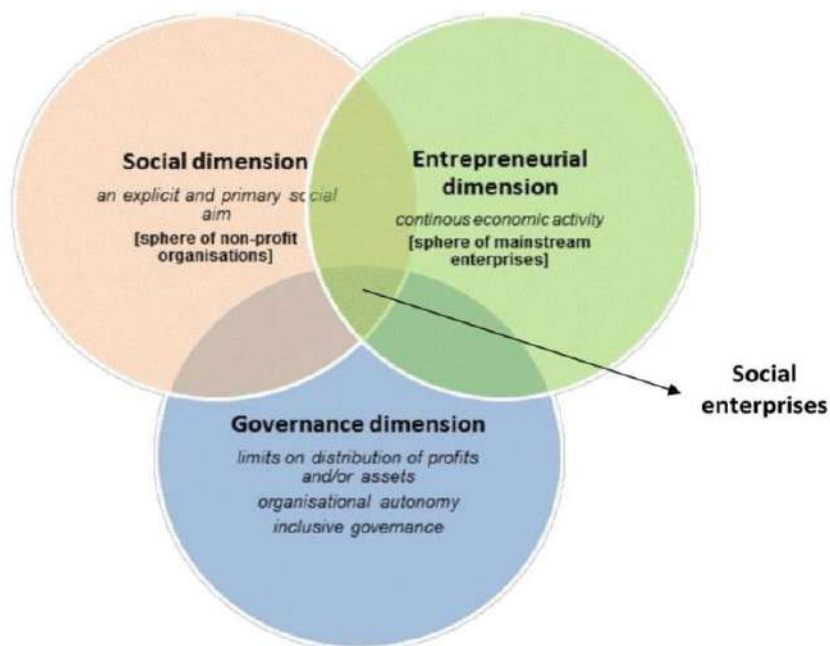 Social dimension
an explicit and primary social
aim
[sphere of non-profit
organisations]
Entrepreneurial
dimension
continous economic activity
[sphere of mainstream
enterprises]
Social
enterprises
Governance dimension
limits on distribution of profits
and/or assets
organisational autonomy
inclusive governance